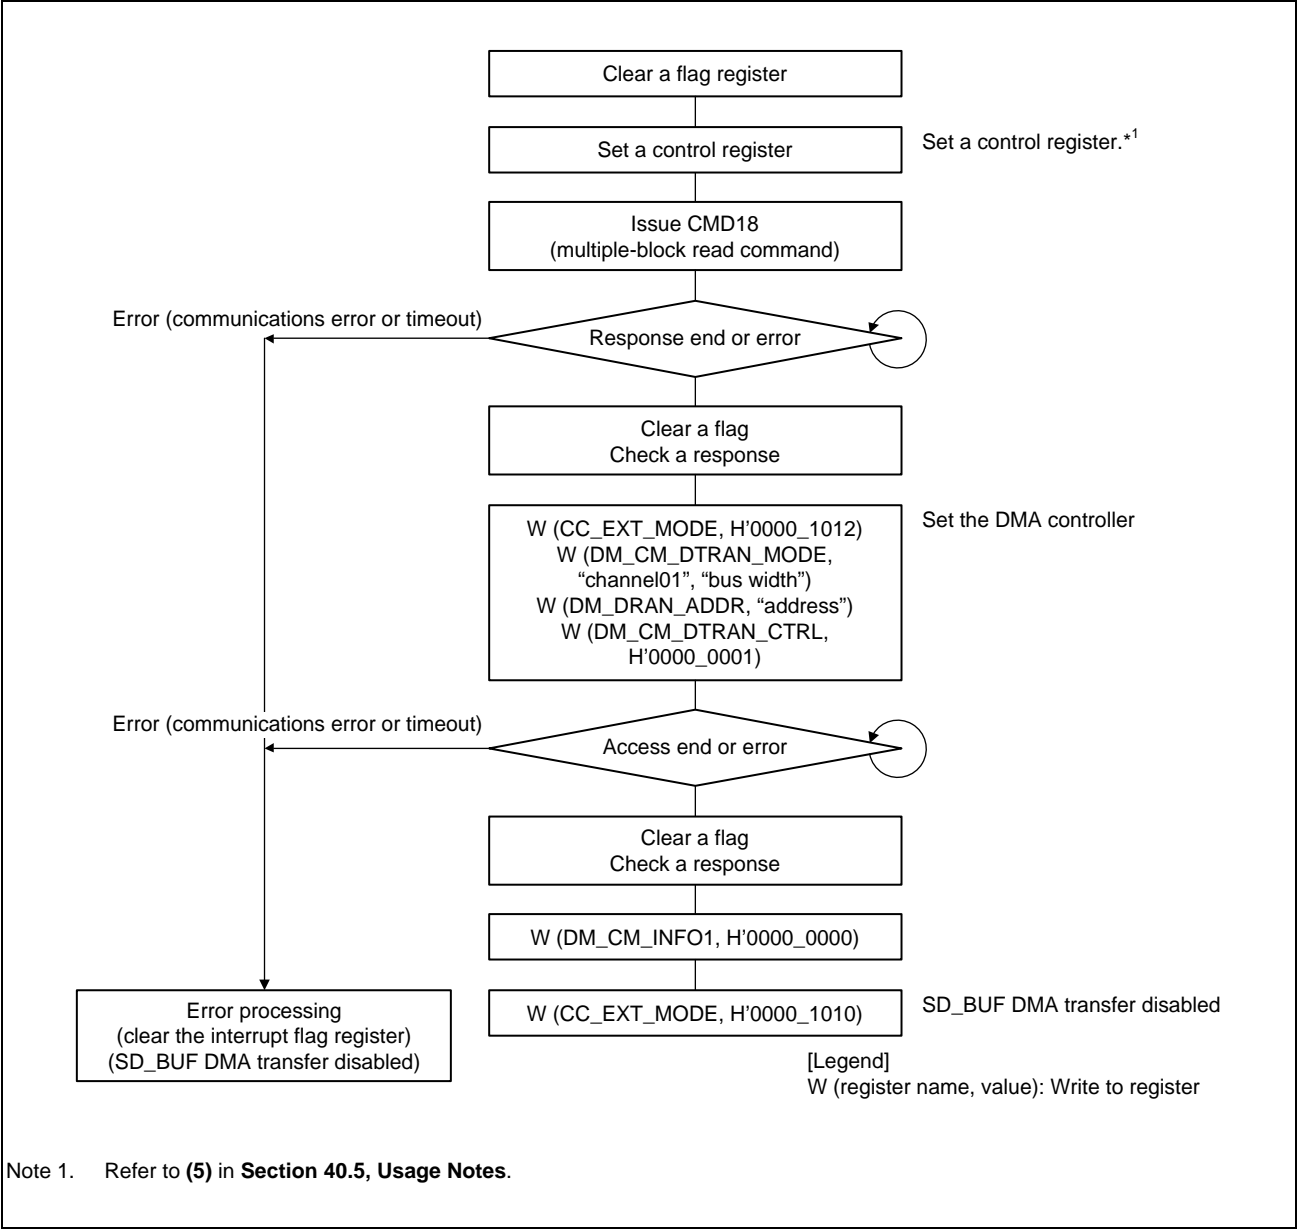 Clear a flag register
Set a control register
Set a control register.*1
Issue CMD18
(multiple-block read command)
Error (communications error or timeout)
Response end or error
Clear a flag
Check a response
W (CC_EXT_MODE, H'0000_1012)
W (DM_CM_DTRAN_MODE,
“channel01”, “bus width”)
W (DM_DRAN_ADDR, “address”)
W (DM_CM_DTRAN_CTRL,
H'0000_0001)
Set the DMA controller
Error (communications error or timeout)
Access end or error
Clear a flag
Check a response
W (DM_CM_INFO1, H'0000_0000)
W (CC_EXT_MODE, H'0000_1010)
SD_BUF DMA transfer disabled
Error processing
(clear the interrupt flag register)
(SD_BUF DMA transfer disabled)
[Legend]
W (register name, value): Write to register
Note 1. Refer to (5) in Section 40.5, Usage Notes.